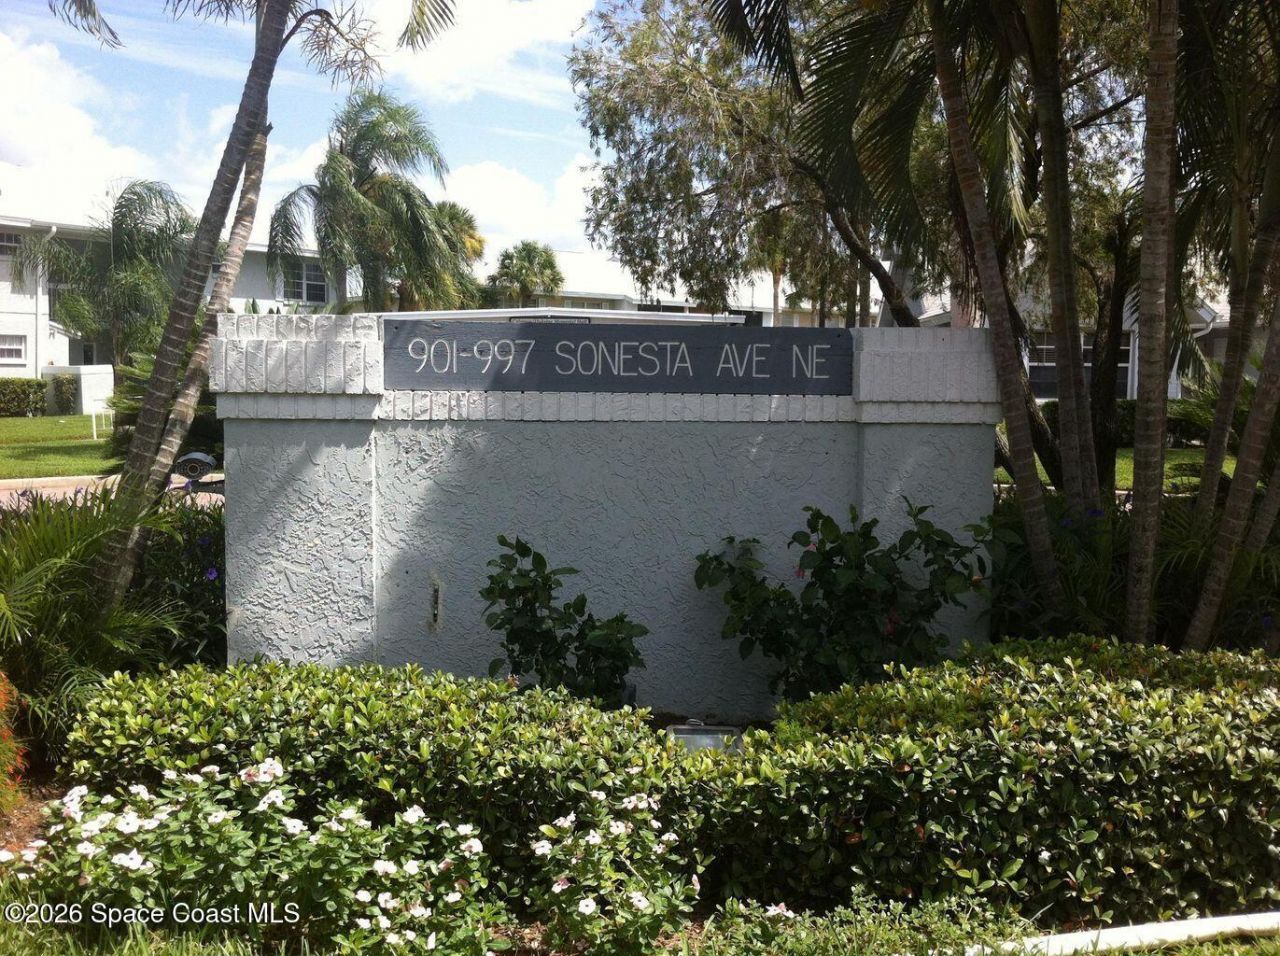 901-997 SONESTA AVE NE
©2026 Space Coast MLS